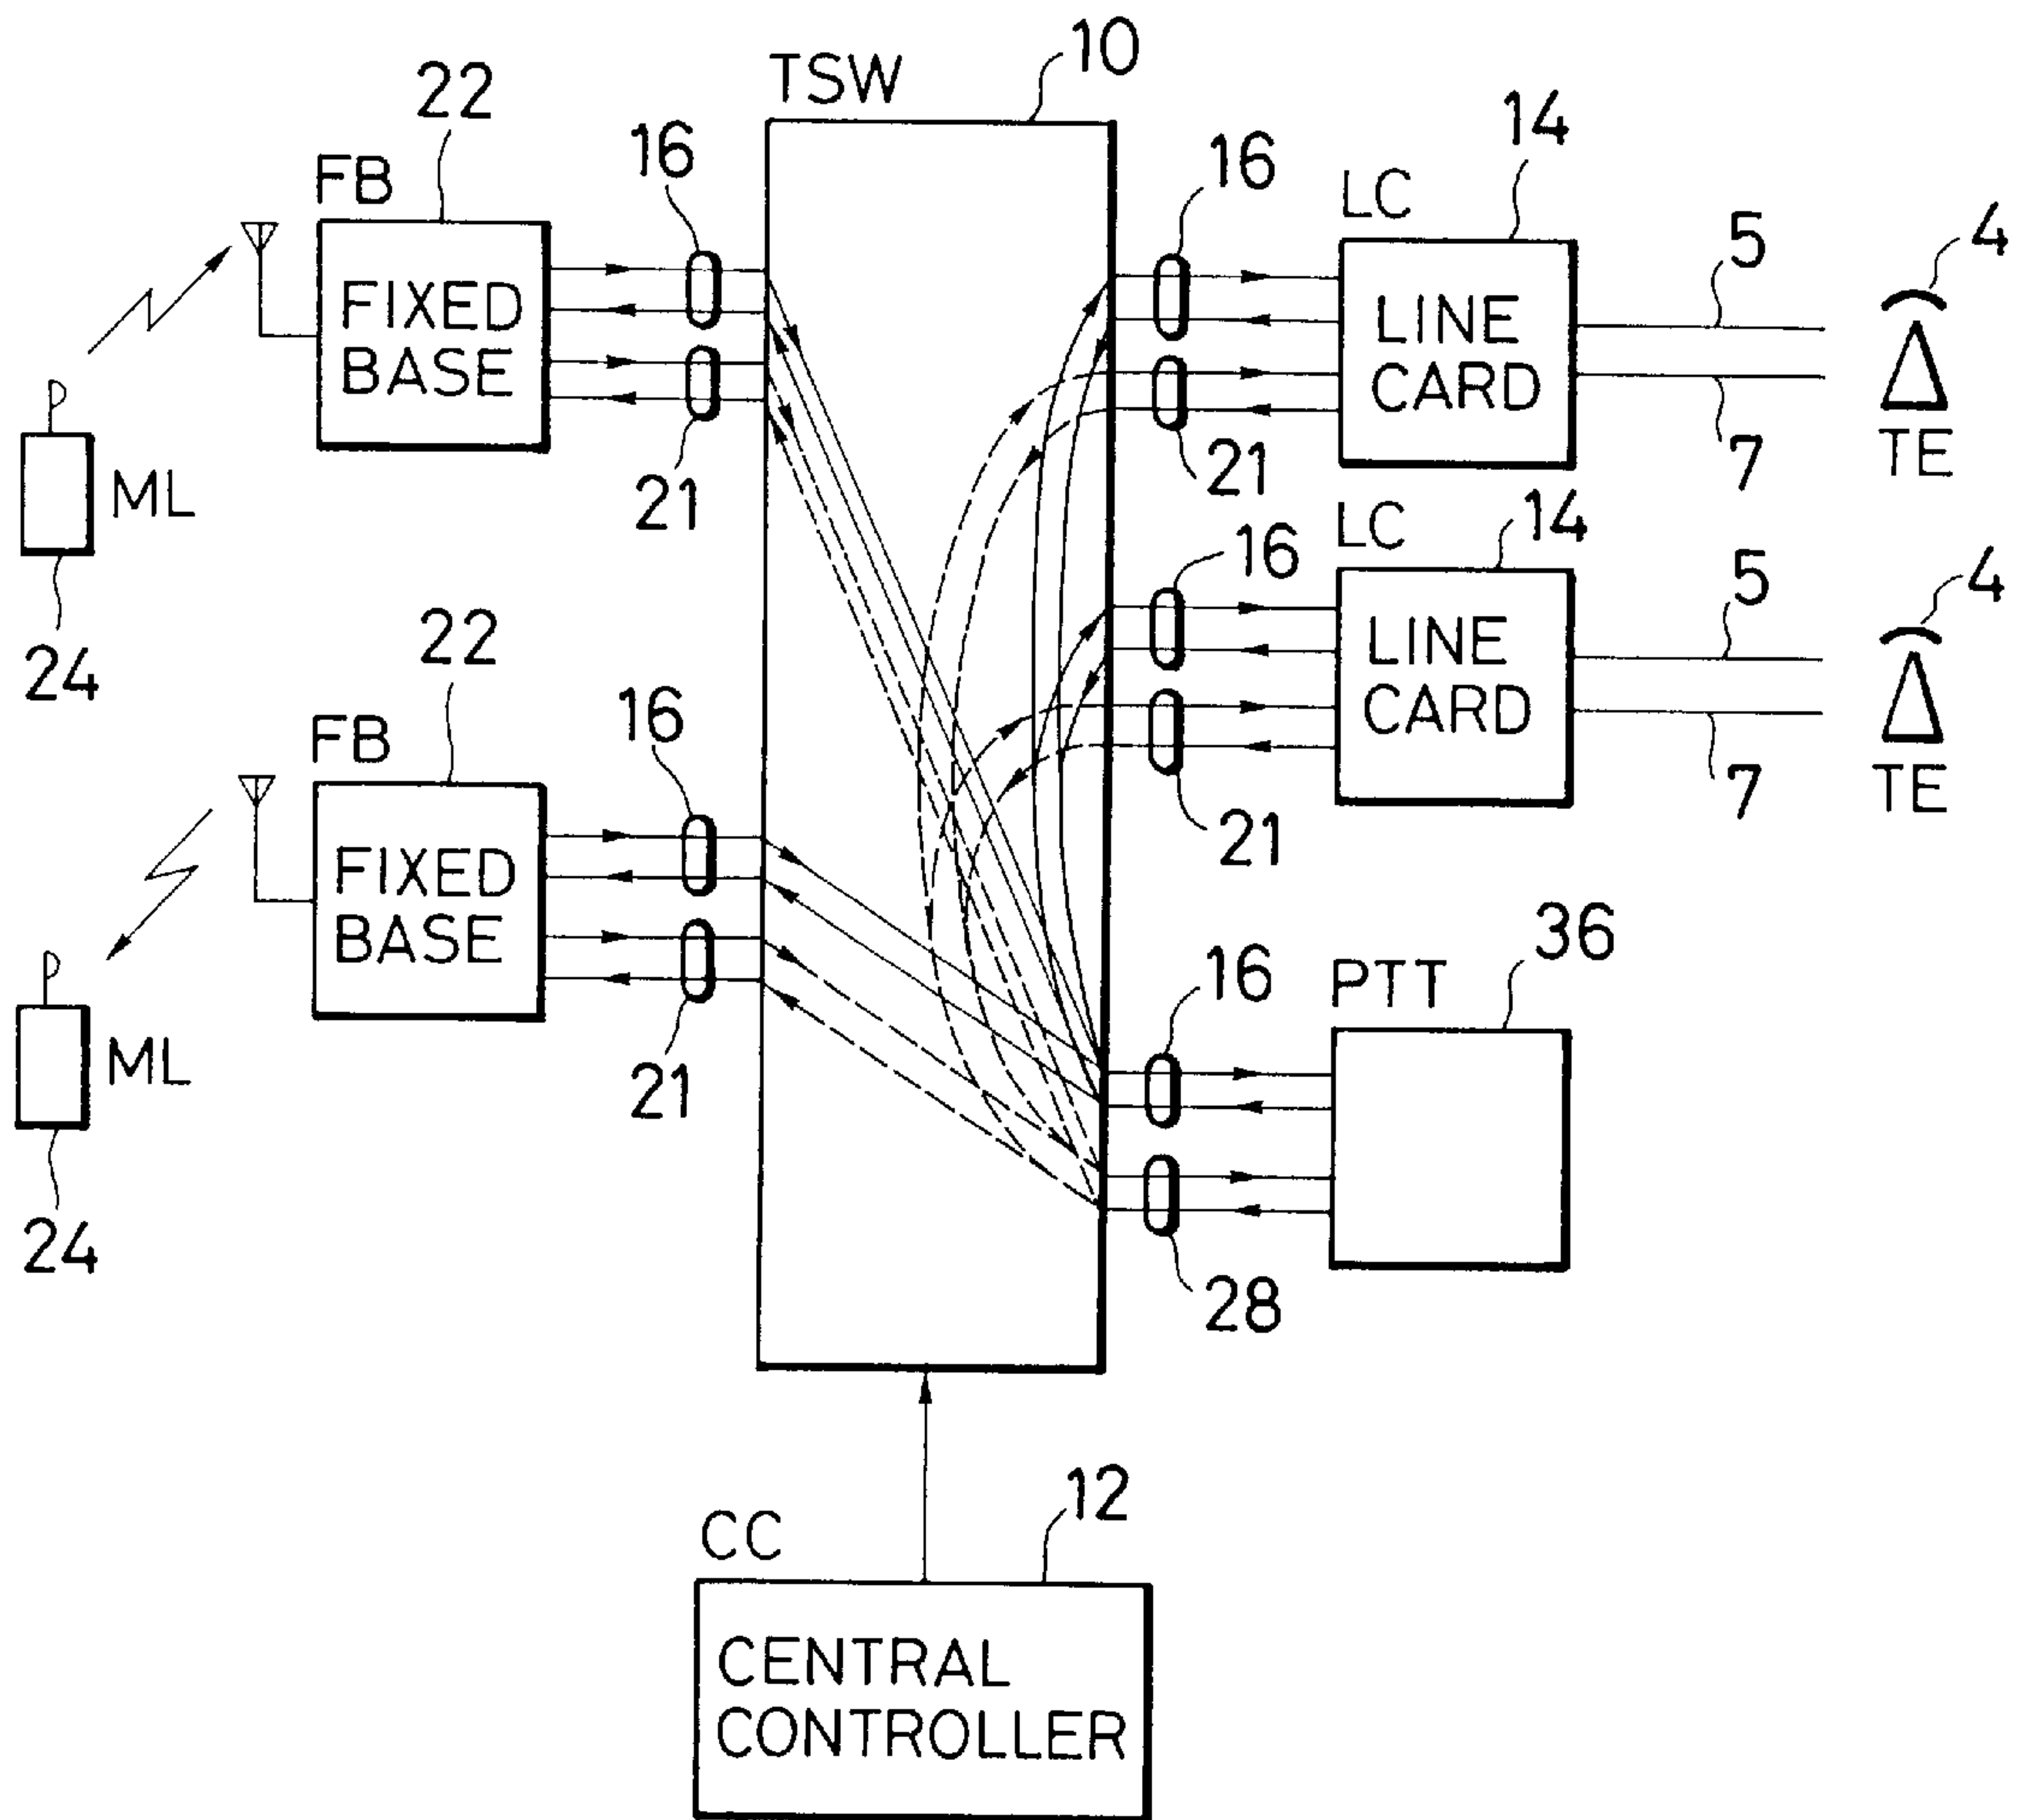 TSW
10
22
16
16
14
FB
LC
FIXED
BASE
LINE
CARD
5
4
21
21
7
TE
ML
24
LC
14
16
22
16
FB
LINE
CARD
5
4
21
7
TE
FIXED
BASE
ML
24
21
16
PTT
36
28
CC
12
CENTRAL
CONTROLLER